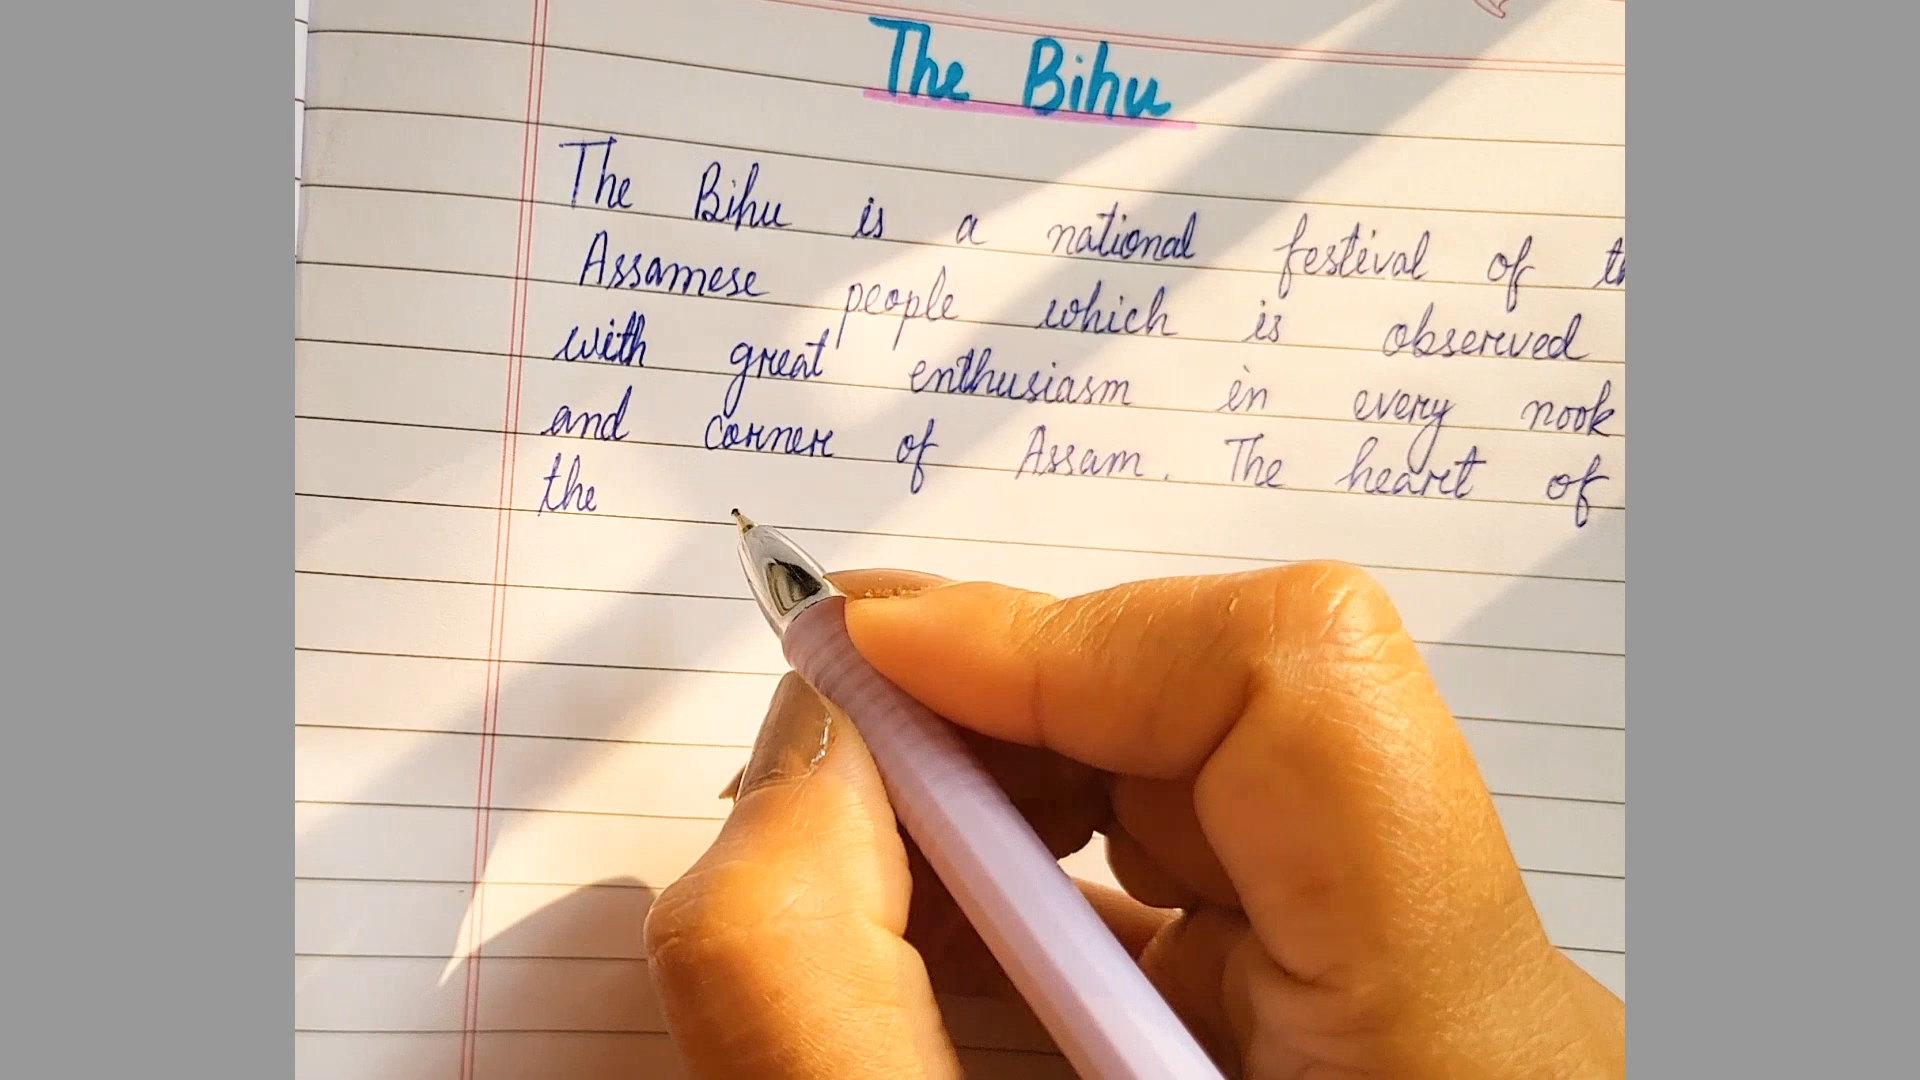 The Bihu
The Bihu is a national festival of th
Assamese people which is observed
with great enthusiasm in every nook
and corner of Assam. The heart of
the